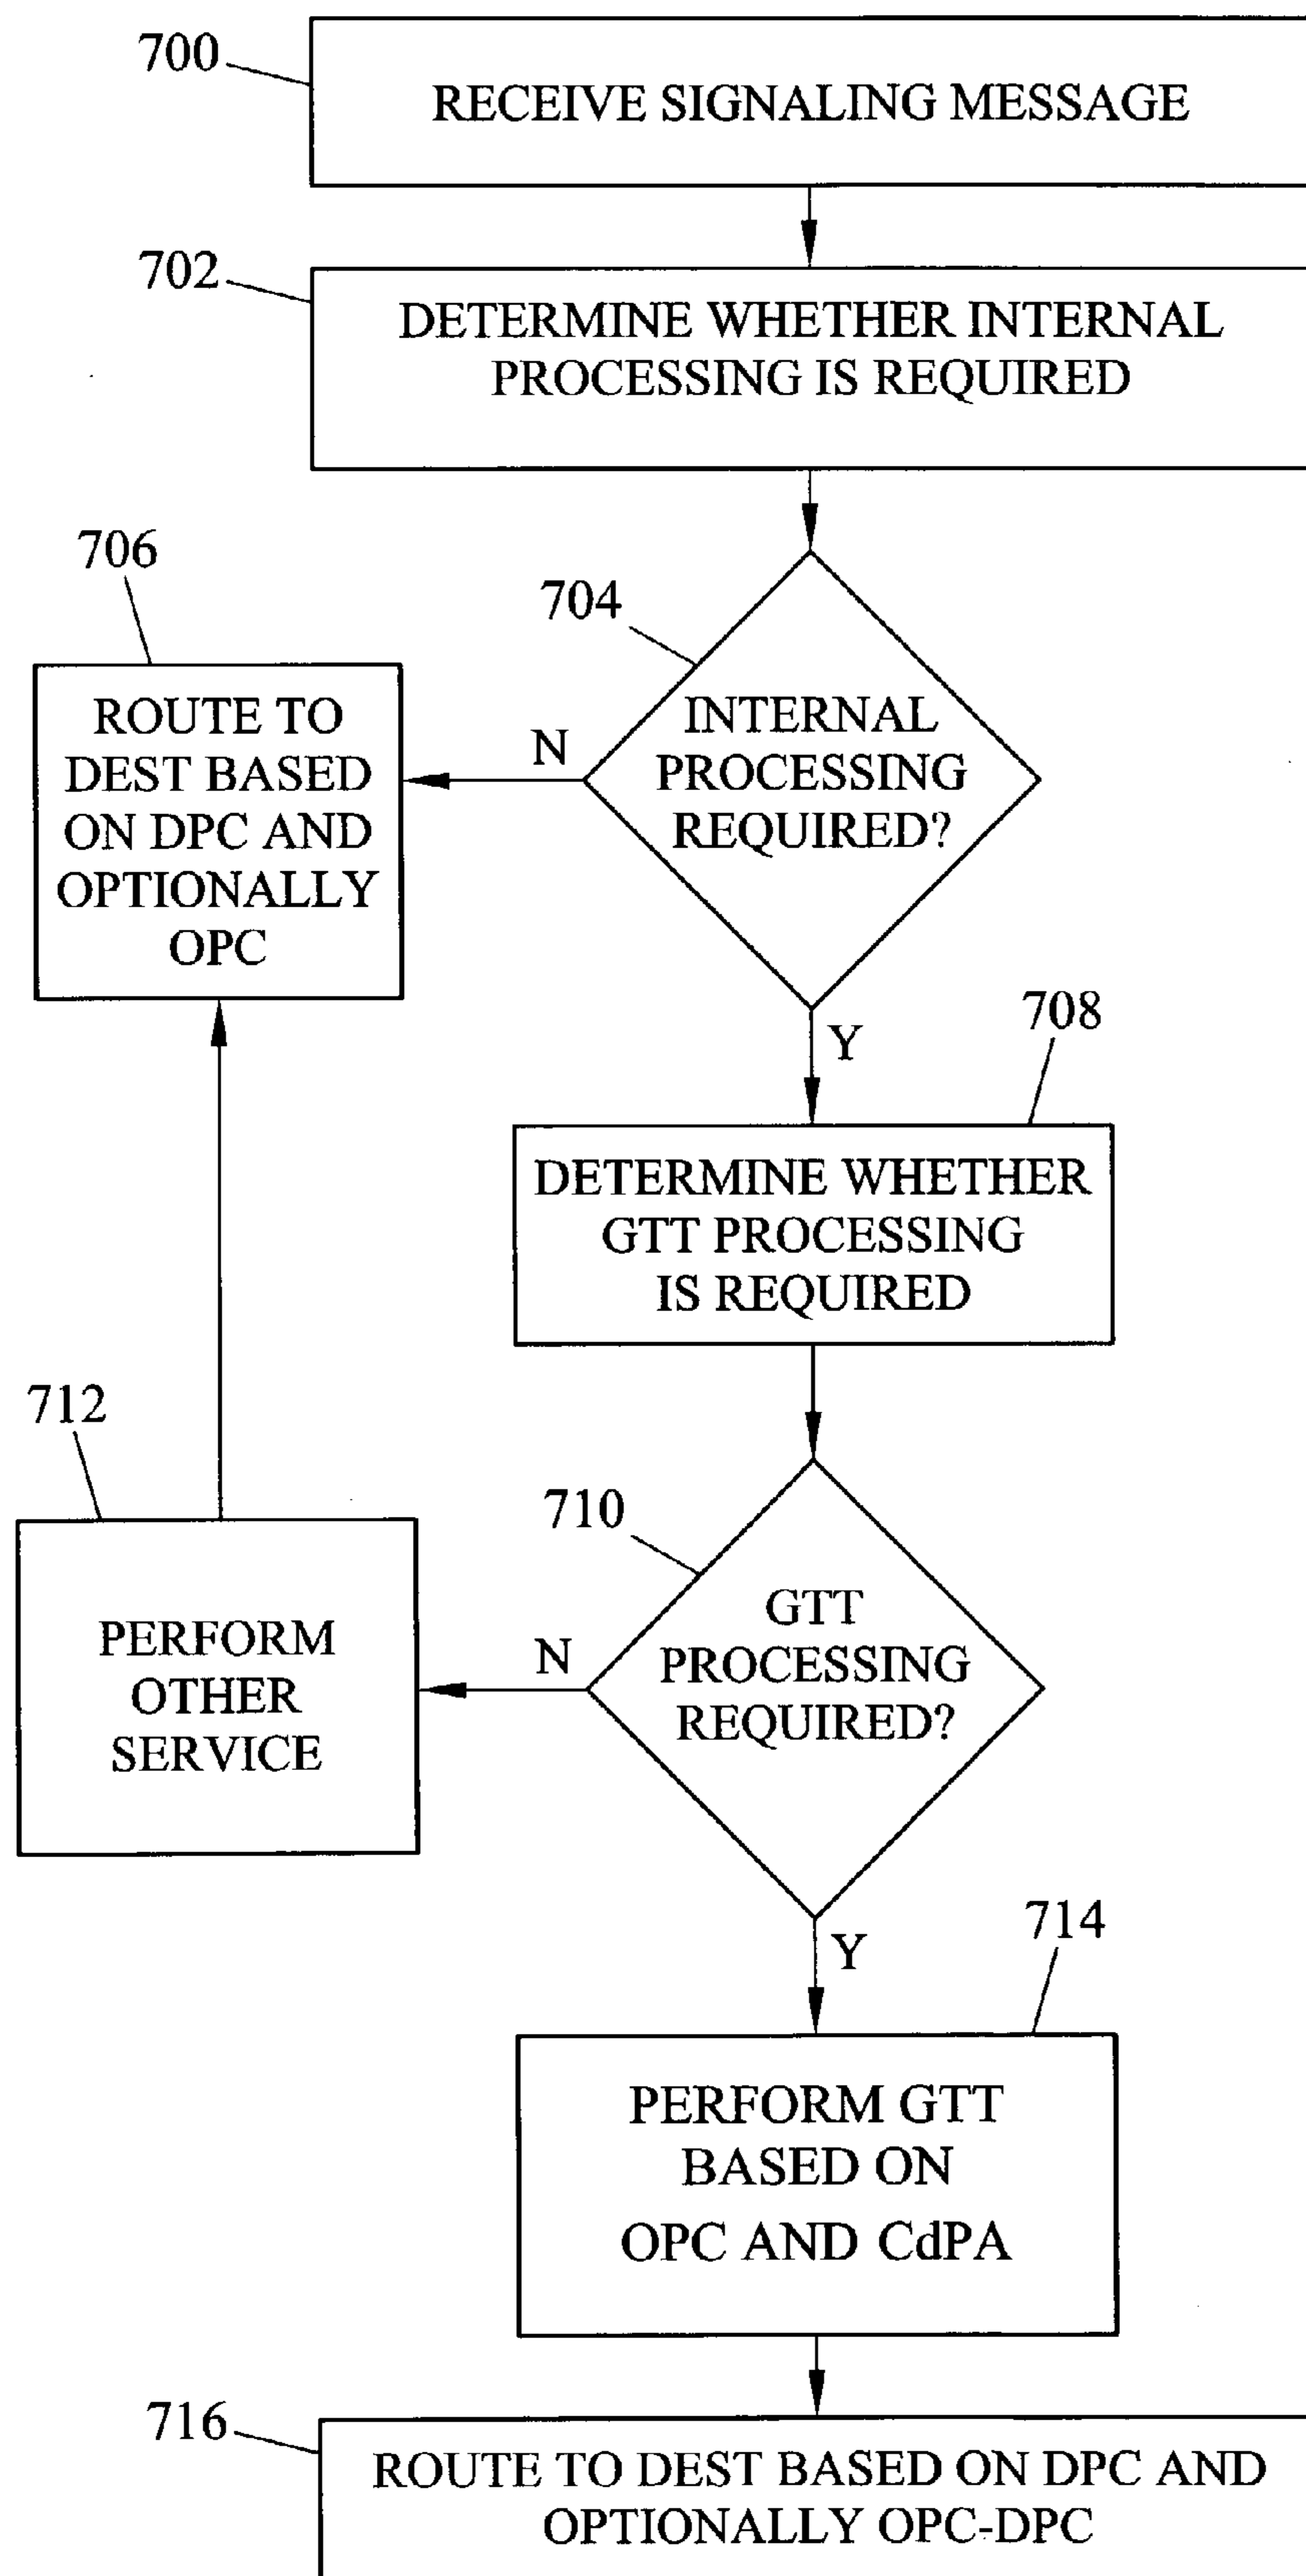 700
RECEIVE SIGNALING MESSAGE
702
DETERMINE WHETHER INTERNAL
PROCESSING IS REQUIRED
706
704
ROUTE TO
DEST BASED
ON DPC AND
OPTIONALLY
OPC
N
INTERNAL
PROCESSING
REQUIRED?
Y
708
DETERMINE WHETHER
GTT PROCESSING
IS REQUIRED
712
710
PERFORM
OTHER
SERVICE
N
GTT
PROCESSING
REQUIRED?
Y
714
PERFORM GTT
BASED ON
OPC AND CdPA
716
ROUTE TO DEST BASED ON DPC AND
OPTIONALLY OPC-DPC